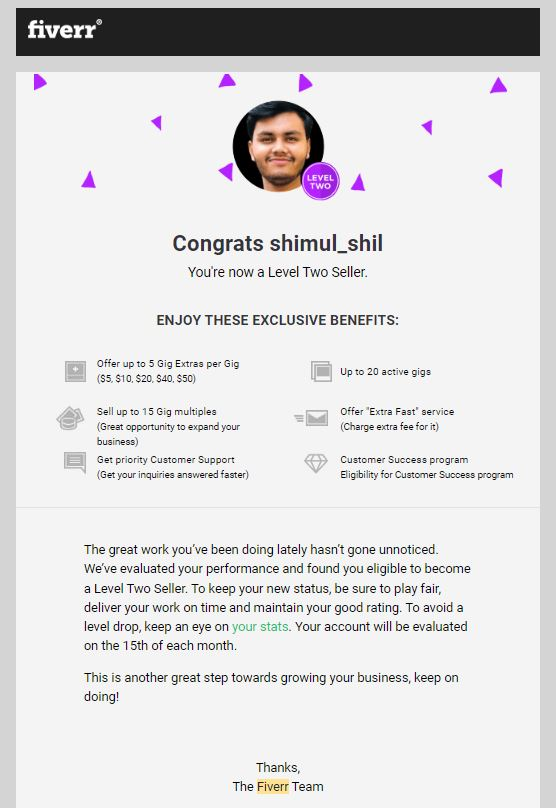 fiverr®
LEVEL
TWO
Congrats shimul_shil
You're now a Level Two Seller.
ENJOY THESE EXCLUSIVE BENEFITS:
Offer up to 5 Gig Extras per Gig
($5, $10, $20, $40, $50)
Up to 20 active gigs
Sell up to 15 Gig multiples
(Great opportunity to expand your
business)
Offer "Extra Fast" service
(Charge extra fee for it)
Get priority Customer Support
(Get your inquiries answered faster)
Customer Success program
Eligibility for Customer Success program
The great work you’ve been doing lately hasn’t gone unnoticed.
We’ve evaluated your performance and found you eligible to become
a Level Two Seller. To keep your new status, be sure to play fair,
deliver your work on time and maintain your good rating. To avoid a
level drop, keep an eye on your stats. Your account will be evaluated
on the 15th of each month.
This is another great step towards growing your business, keep on
doing!
Thanks,
The Fiverr Team